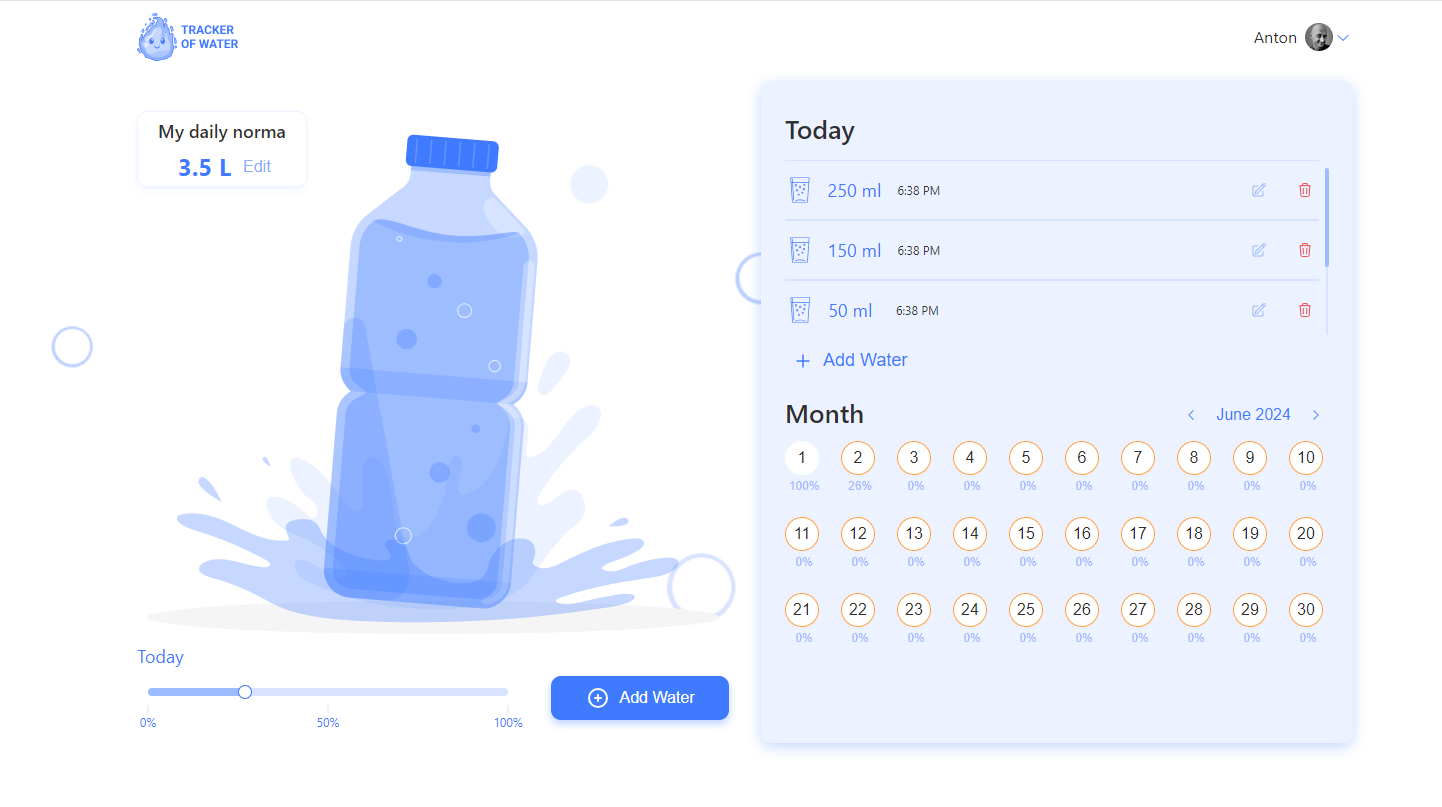 TRACKER
OF WATER
Anton
My daily norma
3.5 L Edit
Today
0% 50% 100%
Add Water
Today
250 ml 6:38 PM
150 ml 6:38 PM
50 ml 6:38 PM
+ Add Water
Month < June 2024 >
1 2 3 4 5 6 7 8 9 10
100% 26% 0% 0% 0% 0% 0% 0% 0% 0%
11 12 13 14 15 16 17 18 19 20
0% 0% 0% 0% 0% 0% 0% 0% 0% 0%
21 22 23 24 25 26 27 28 29 30
0% 0% 0% 0% 0% 0% 0% 0% 0% 0%